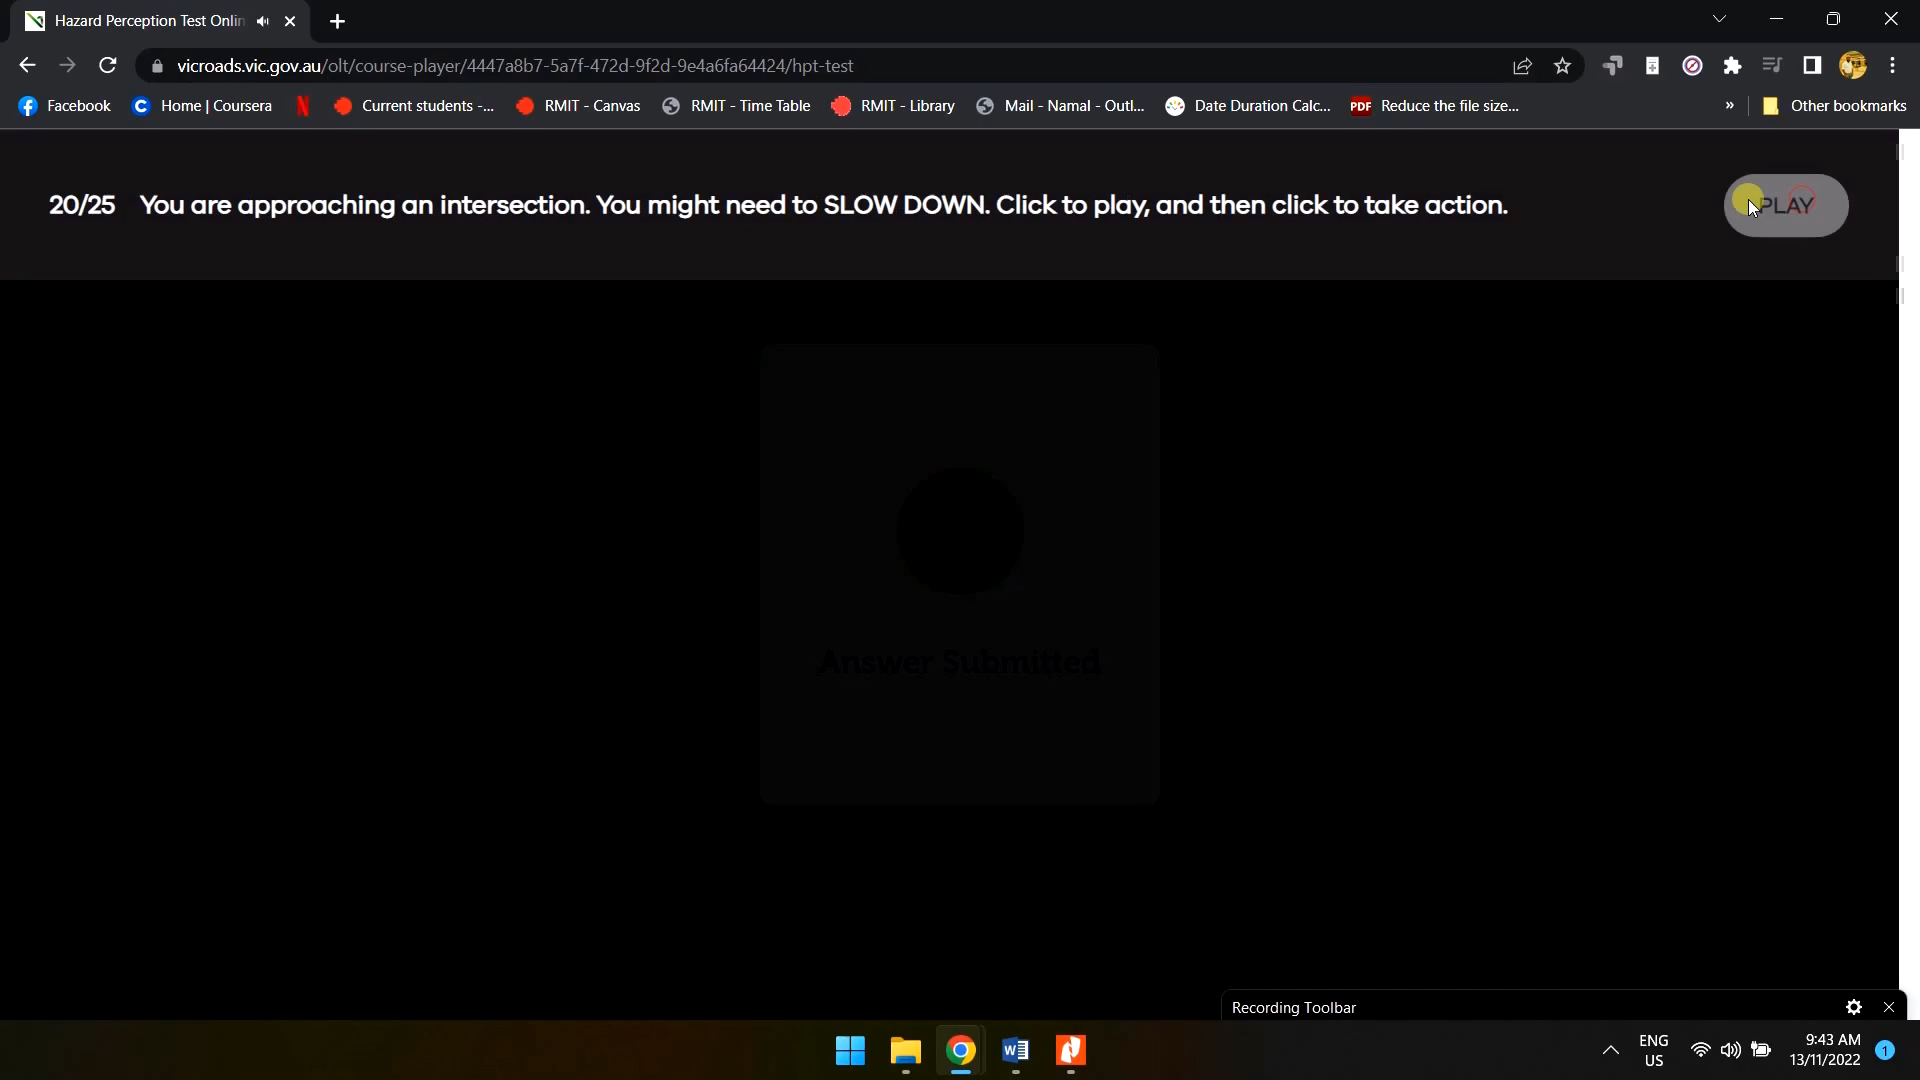 Hazard Perception Test Onlin
vicroads.vic.gov.au/olt/course-player/4447a8b7-5a7f-472d-9f2d-9e4a6fa64424/hpt-test
Facebook
Home | Coursera
Current students -...
RMIT - Canvas
RMIT - Time Table
RMIT - Library
Mail - Namal - Outl...
Date Duration Calc...
PDF Reduce the file size...
»
Other bookmarks
20/25 You are approaching an intersection. You might need to SLOW DOWN. Click to play, and then click to take action.
PLAY
Answer Submitted
Recording Toolbar
ENG
US
9:43 AM
13/11/2022
1